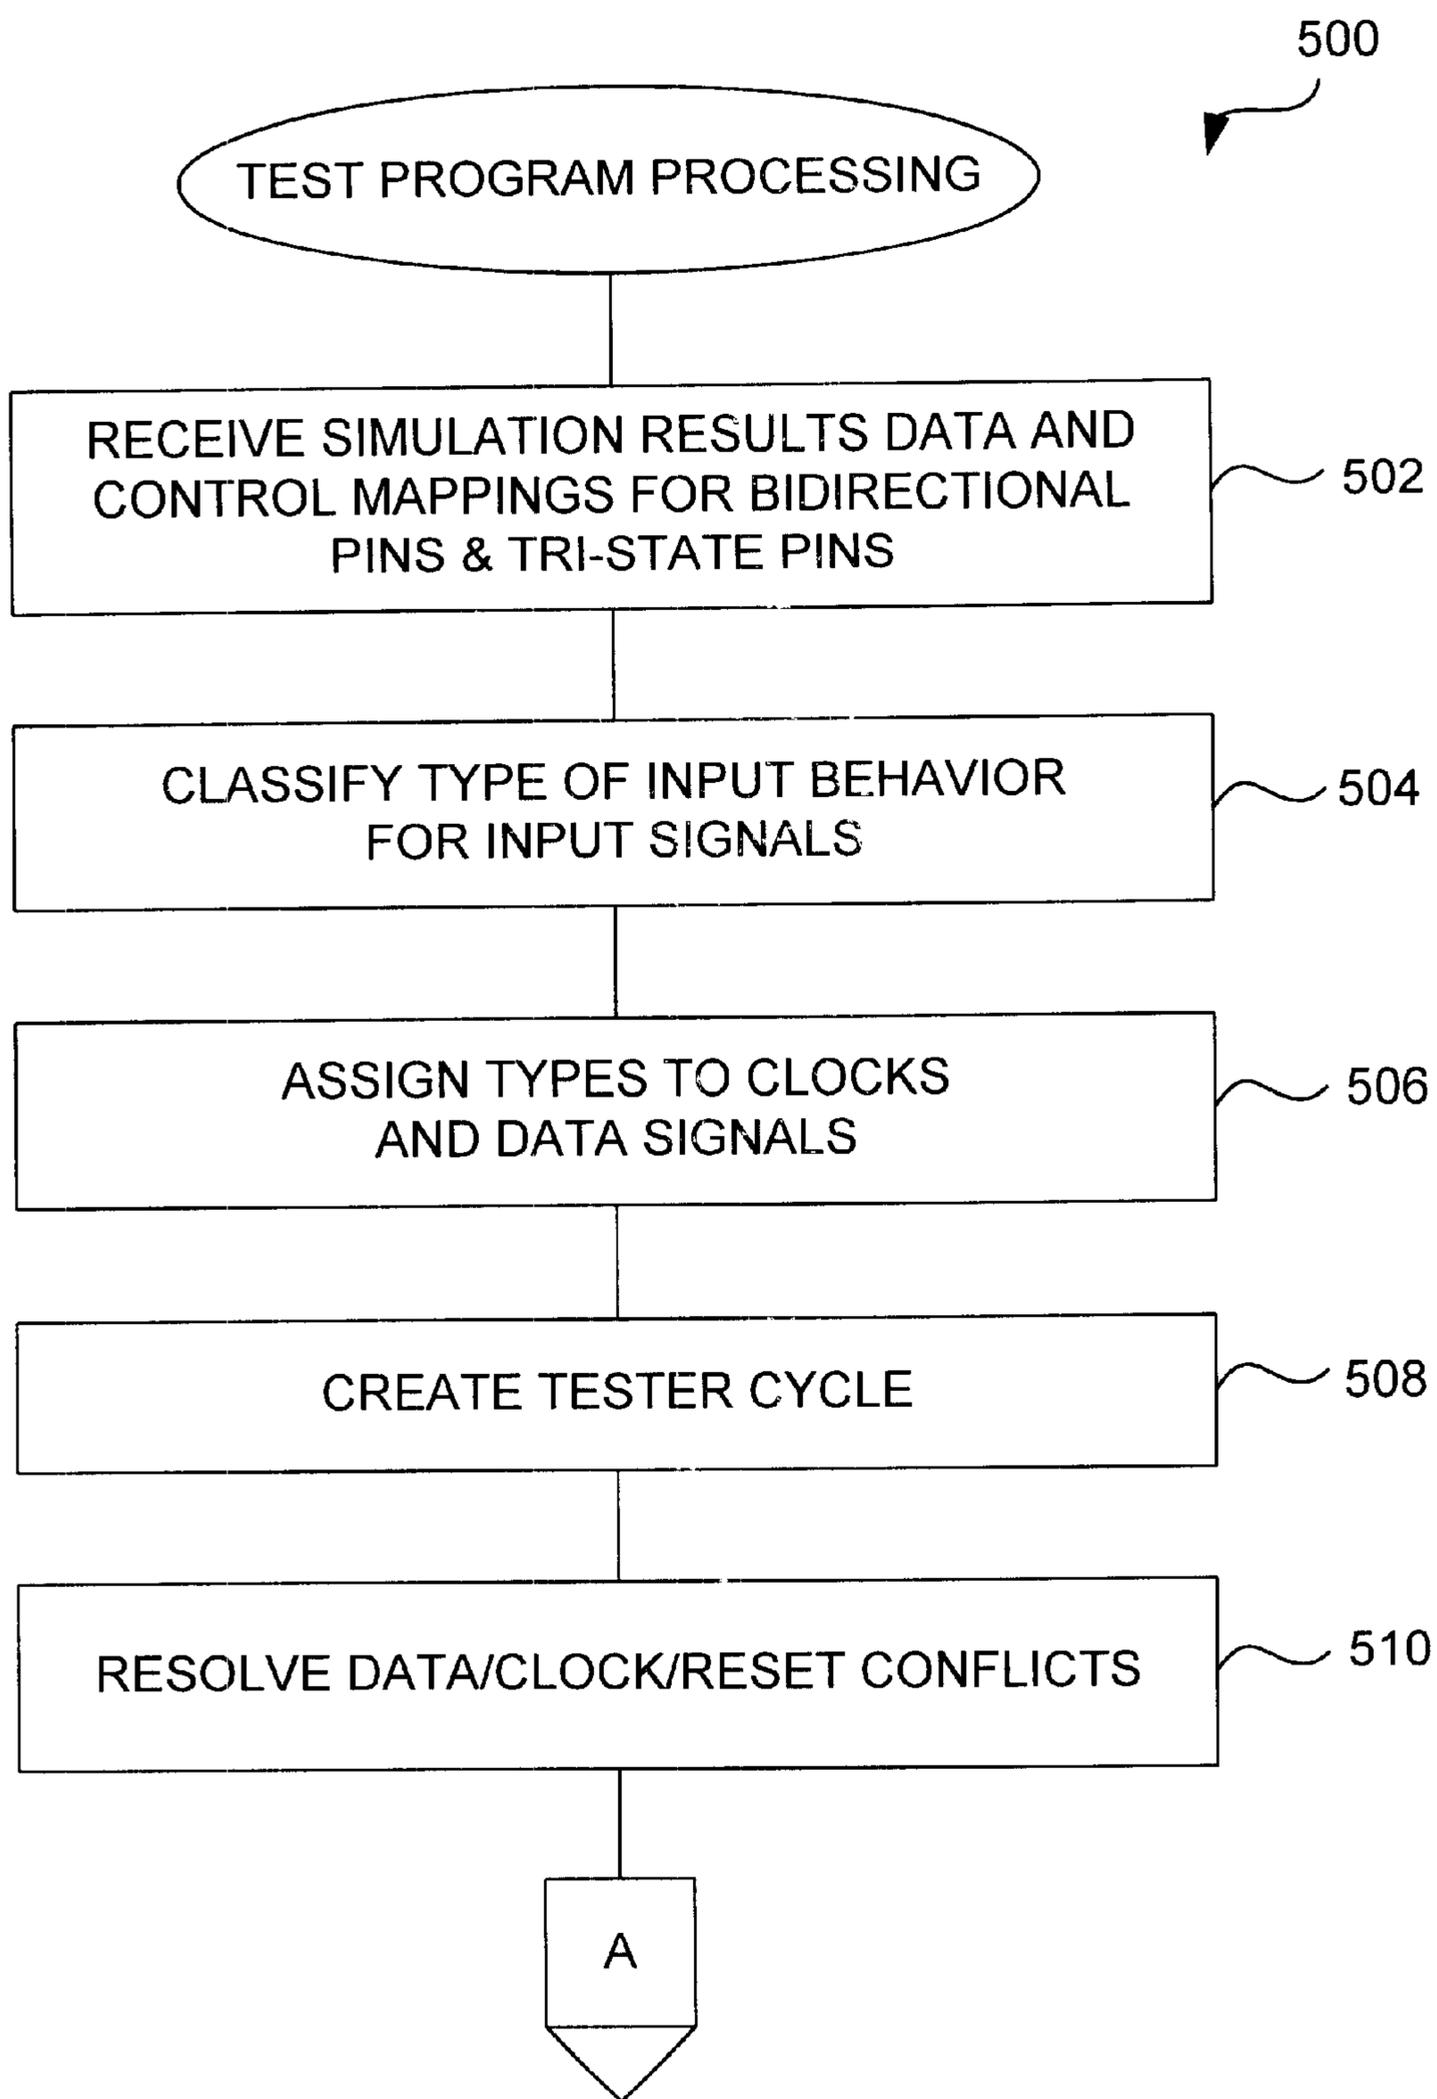 500
TEST PROGRAM PROCESSING
RECEIVE SIMULATION RESULTS DATA AND
CONTROL MAPPINGS FOR BIDIRECTIONAL
PINS & TRI-STATE PINS
502
CLASSIFY TYPE OF INPUT BEHAVIOR
FOR INPUT SIGNALS
504
ASSIGN TYPES TO CLOCKS
AND DATA SIGNALS
506
CREATE TESTER CYCLE
508
RESOLVE DATA/CLOCK/RESET CONFLICTS
510
A